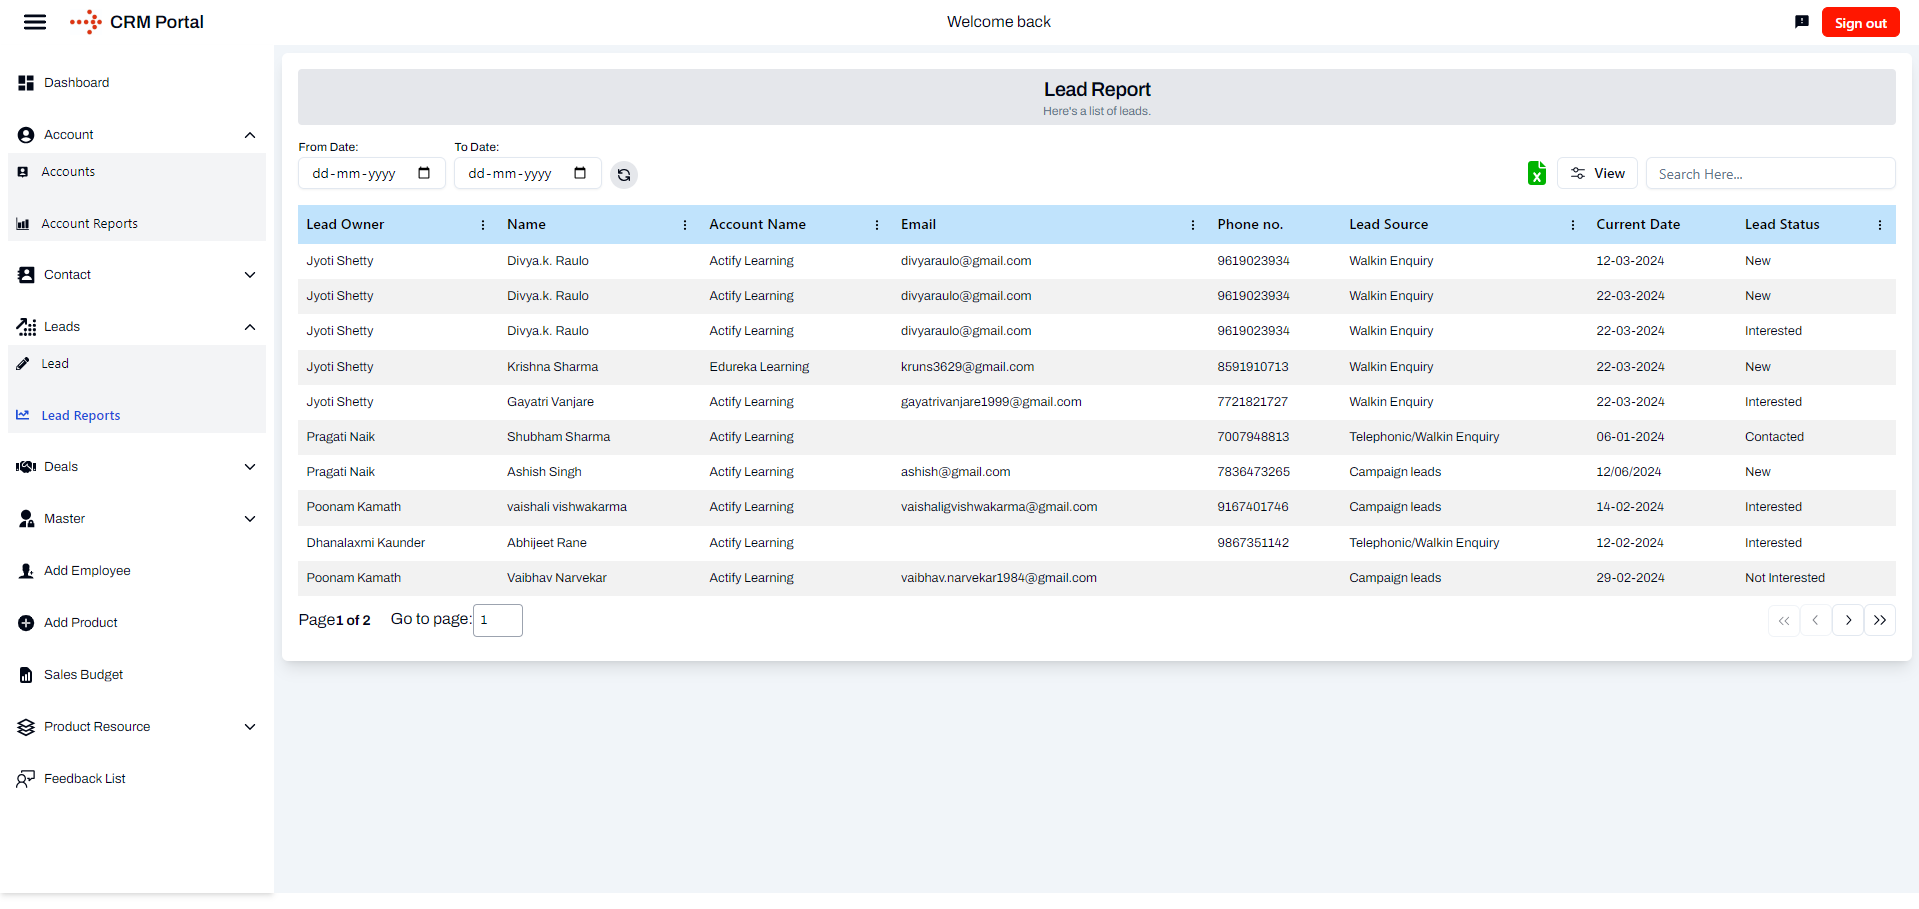 CRM Portal
Welcome back
Sign out
Dashboard
Account
Accounts
Account Reports
Contact
Leads
Lead
Lead Reports
Deals
Master
Add Employee
Add Product
Sales Budget
Product Resource
Feedback List
Lead Report
Here's a list of leads.
From Date: To Date:
dd-mm-yyyy dd-mm-yyyy View Search Here...
Lead Owner Name Account Name Email Phone no. Lead Source Current Date Lead Status
Jyoti Shetty Divya.k. Raulo Actify Learning divyaraulo@gmail.com 9619023934 Walkin Enquiry 12-03-2024 New
Jyoti Shetty Divya.k. Raulo Actify Learning divyaraulo@gmail.com 9619023934 Walkin Enquiry 22-03-2024 New
Jyoti Shetty Divya.k. Raulo Actify Learning divyaraulo@gmail.com 9619023934 Walkin Enquiry 22-03-2024 Interested
Jyoti Shetty Krishna Sharma Edureka Learning kruns3629@gmail.com 8591910713 Walkin Enquiry 22-03-2024 New
Jyoti Shetty Gayatri Vanjare Actify Learning gayatrivanjare1999@gmail.com 7721821727 Walkin Enquiry 22-03-2024 Interested
Pragati Naik Shubham Sharma Actify Learning 7007948813 Telephonic/Walkin Enquiry 06-01-2024 Contacted
Pragati Naik Ashish Singh Actify Learning ashish@gmail.com 7836473265 Campaign leads 12/06/2024 New
Poonam Kamath vaishali vishwakarma Actify Learning vaishaligvishwakarma@gmail.com 9167401746 Campaign leads 14-02-2024 Interested
Dhanalaxmi Kaunder Abhijeet Rane Actify Learning 9867351142 Telephonic/Walkin Enquiry 12-02-2024 Interested
Poonam Kamath Vaibhav Narvekar Actify Learning vaibhav.narvekar1984@gmail.com Campaign leads 29-02-2024 Not Interested
Page1 of 2 Go to page: 1